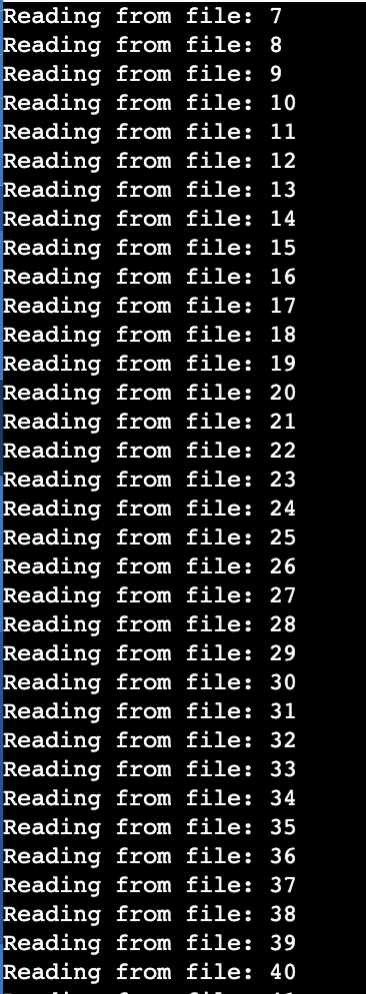 Reading from file: 7
Reading from file: 8
Reading from file: 9
Reading from file: 10
Reading from file: 11
Reading from file: 12
Reading from file: 13
Reading from file: 14
Reading from file: 15
Reading from file: 16
Reading from file: 17
Reading from file: 18
Reading from file: 19
Reading from file: 20
Reading from file: 21
Reading from file: 22
Reading from file: 23
Reading from file: 24
Reading from file: 25
Reading from file: 26
Reading from file: 27
Reading from file: 28
Reading from file: 29
Reading from file: 30
Reading from file: 31
Reading from file: 32
Reading from file: 33
Reading from file: 34
Reading from file: 35
Reading from file: 36
Reading from file: 37
Reading from file: 38
Reading from file: 39
Reading from file: 40